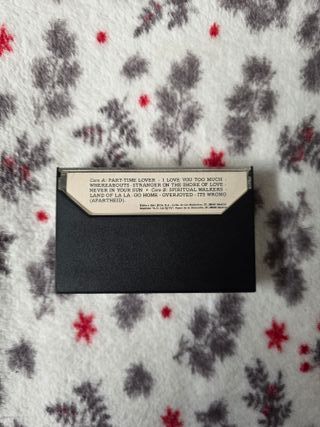 Cara A: PART-TIME LOVER · I LOVE YOU TOO MUCH
WHEREABOUTS · STRANGER ON THE SHORE OF LOVE ·
NEVER IN YOUR SUN • Cara B: SPIRITUAL WALKERS
LAND OF LA LA · GO HOME · OVERJOYED · IT'S WRONG
(APARTHEID).